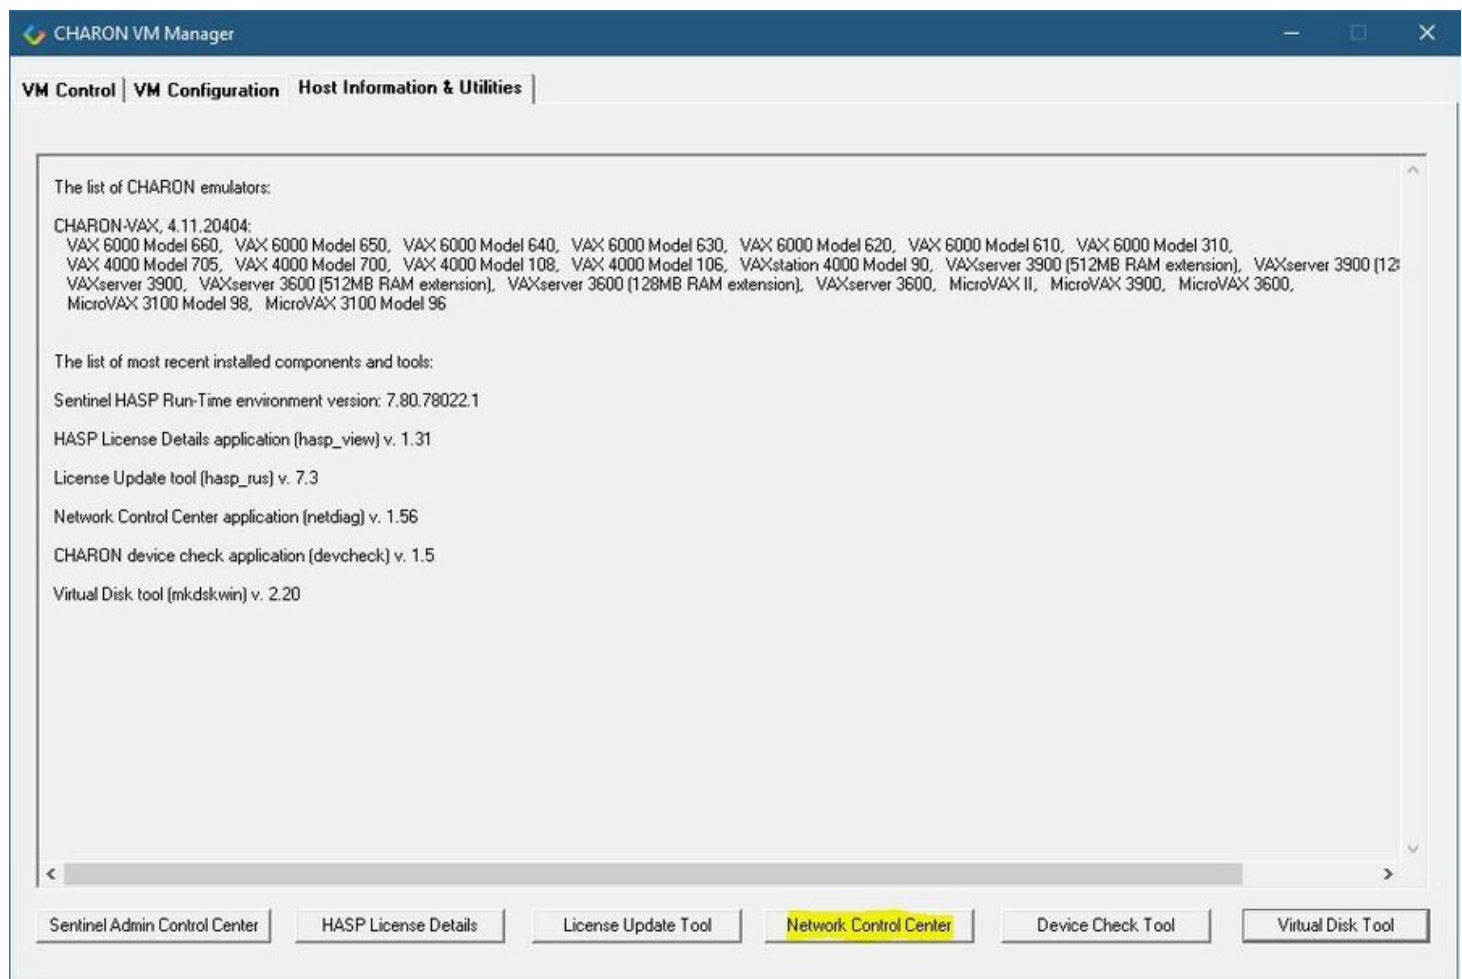 CHARON VM Manager
VM Control VM Configuration Host Information & Utilities
The list of CHARON emulators:
CHARON-VAX, 4.11.20404:
VAX 6000 Model 660, VAX 6000 Model 650, VAX 6000 Model 640, VAX 6000 Model 630, VAX 6000 Model 620, VAX 6000 Model 610, VAX 6000 Model 310,
VAX 4000 Model 705, VAX 4000 Model 700, VAX 4000 Model 108, VAX 4000 Model 106, VAXstation 4000 Model 90, VAXserver 3900 (512MB RAM extension), VAXserver 3900 (12
VAXserver 3900, VAXserver 3600 (512MB RAM extension), VAXserver 3600 (128MB RAM extension), VAXserver 3600, MicroVAX II, MicroVAX 3900, MicroVAX 3600,
MicroVAX 3100 Model 98, MicroVAX 3100 Model 96
The list of most recent installed components and tools:
Sentinel HASP Run-Time environment version: 7.80.78022.1
HASP License Details application (hasp_view) v. 1.31
License Update tool (hasp_rus) v. 7.3
Network Control Center application (netdiag) v. 1.56
CHARON device check application (devcheck) v. 1.5
Virtual Disk tool (mkdskwin) v. 2.20
Sentinel Admin Control Center HASP License Details License Update Tool Network Control Center Device Check Tool Virtual Disk Tool